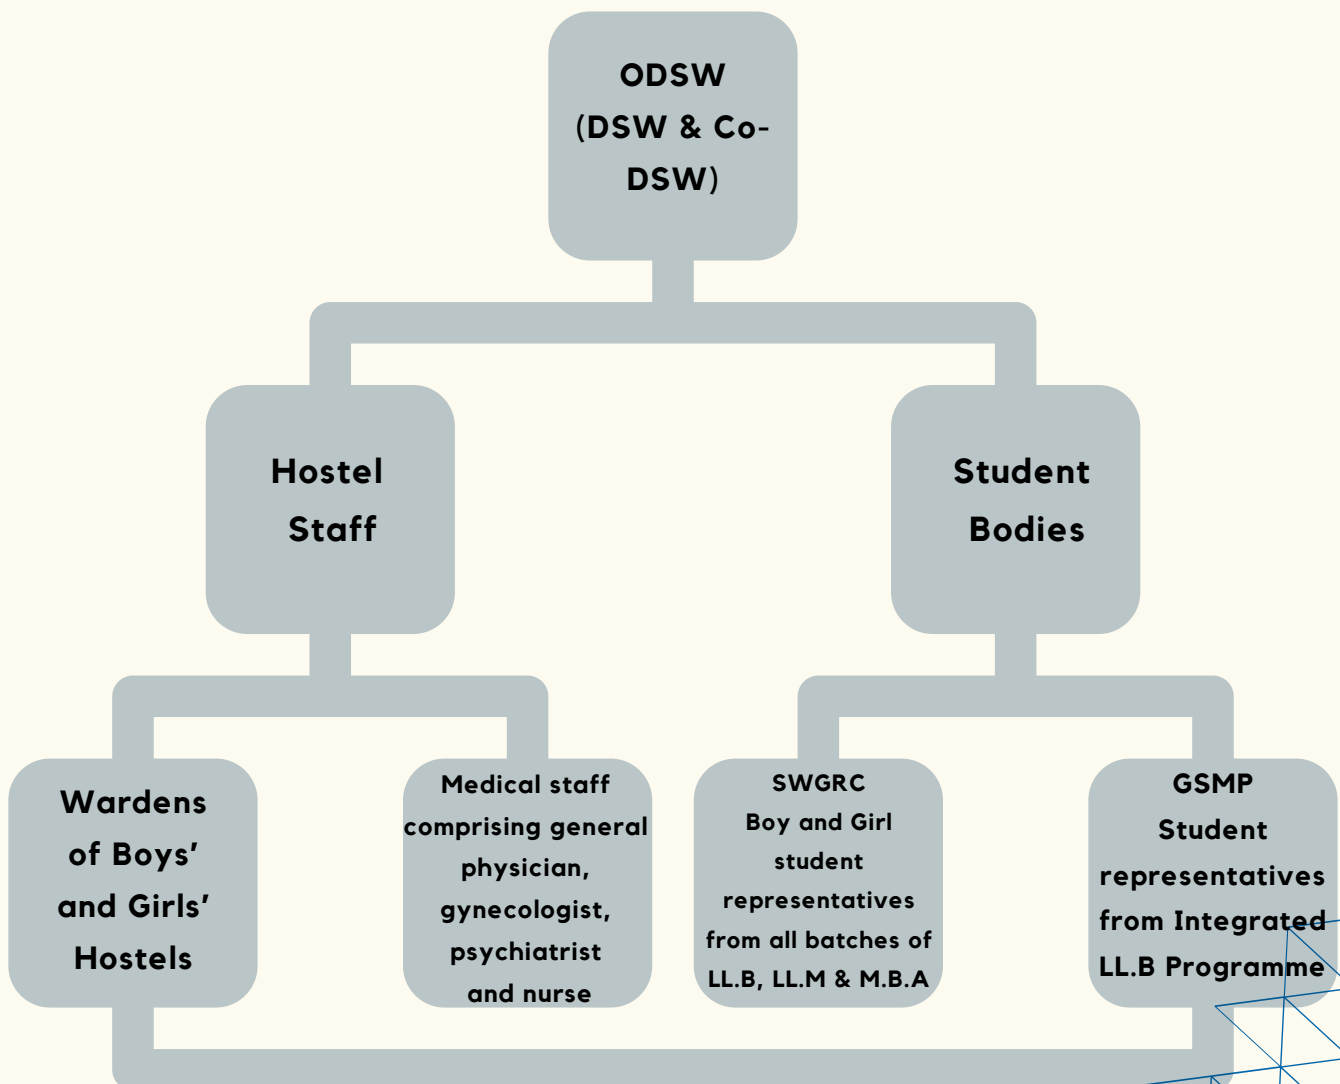 ODSW
(DSW & Co-
DSW)
Hostel
Staff
Student
Bodies
Wardens
of Boys’
and Girls’
Hostels
Medical staff
comprising general
physician,
gynecologist,
psychiatrist
and nurse
SWGRC
Boy and Girl
student
representatives
from all batches of
LL.B, LL.M & M.B.A
GSMP
Student
representatives
from Integrated
LL.B Programme